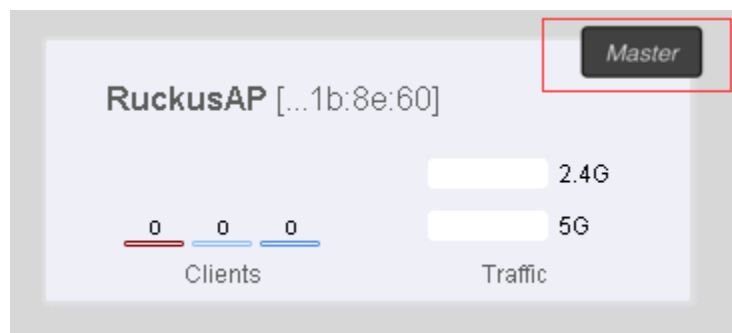 Master
RuckusAP [...1b:8e:60]
2.4G
0 0 0 5G
Clients Traffic